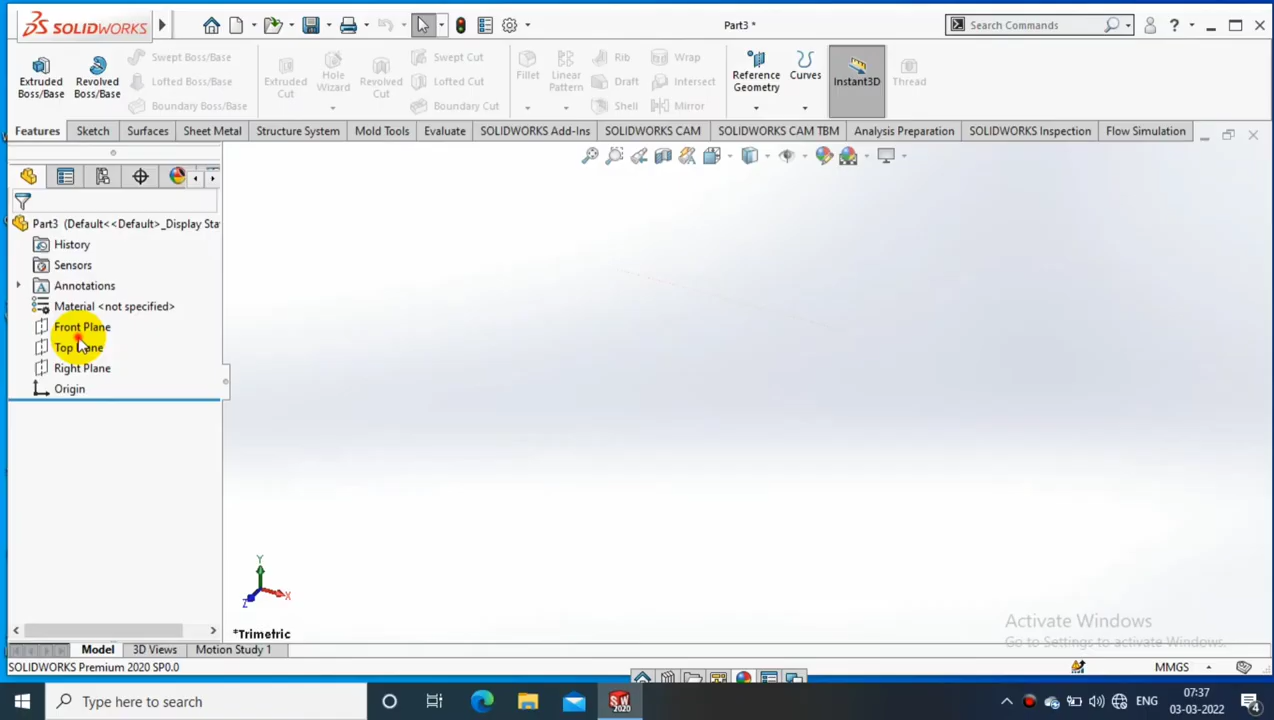 SOLIDWORKS
Part3 *
Search Commands
?
Extruded Boss/Base
Revolved Boss/Base
Swept Boss/Base
Lofted Boss/Base
Boundary Boss/Base
Extruded Cut
Hole Wizard
Revolved Cut
Swept Cut
Lofted Cut
Boundary Cut
Fillet
Linear Pattern
Rib
Draft
Shell
Wrap
Intersect
Mirror
Reference Geometry
Curves
Instant3D
Thread
Features
Sketch
Surfaces
Sheet Metal
Structure System
Mold Tools
Evaluate
SOLIDWORKS Add-Ins
SOLIDWORKS CAM
SOLIDWORKS CAM TBM
Analysis Preparation
SOLIDWORKS Inspection
Flow Simulation
Part3 (Default<<Default>_Display Sta
History
Sensors
Annotations
Material <not specified>
Front Plane
Top Plane
Right Plane
Origin
Y
X
Z
*Trimetric
Activate Windows
Go to Settings to activate Windows.
Model
3D Views
Motion Study 1
SOLIDWORKS Premium 2020 SP0.0
MMGS
Type here to search
SW
2020
ENG
07:37
03-03-2022
4